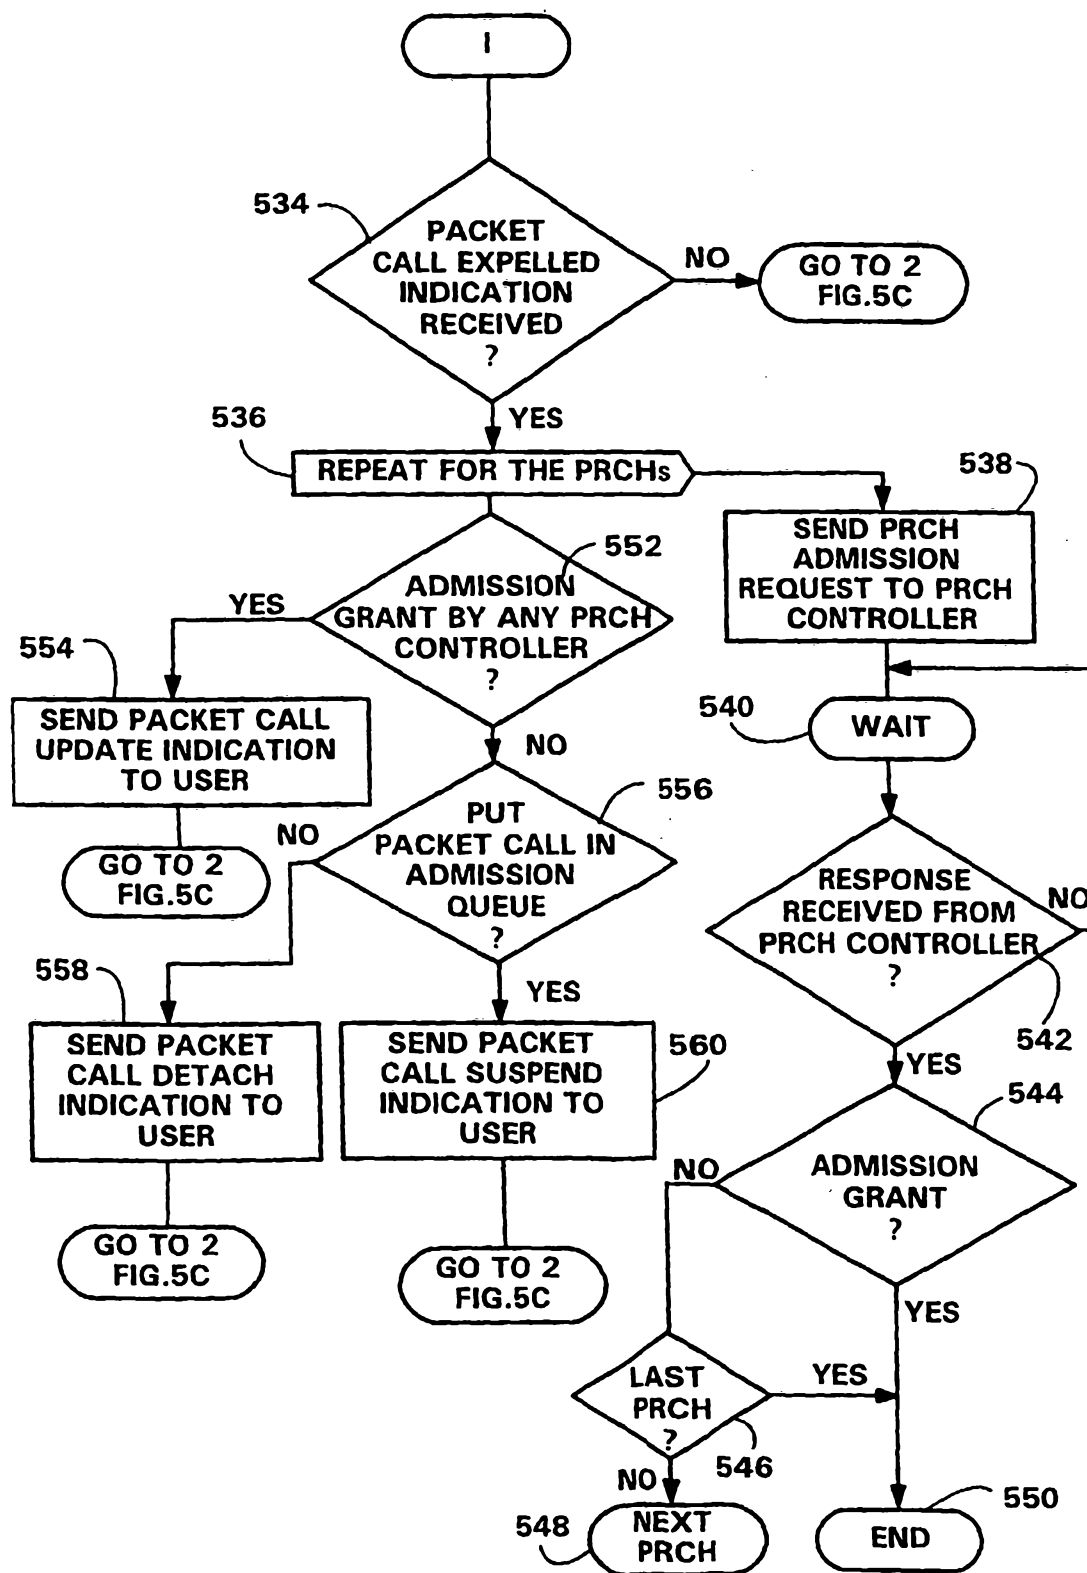 I
534
PACKET
CALL EXPELLED
INDICATION
RECEIVED
?
NO
GO TO 2
FIG.5C
YES
536
REPEAT FOR THE PRCHs
538
SEND PRCH
ADMISSION
REQUEST TO PRCH
CONTROLLER
552
ADMISSION
GRANT BY ANY PRCH
CONTROLLER
?
YES
554
SEND PACKET CALL
UPDATE INDICATION
TO USER
GO TO 2
FIG.5C
NO
540
WAIT
556
PUT
PACKET CALL IN
ADMISSION
QUEUE
?
NO
YES
RESPONSE
RECEIVED FROM
PRCH CONTROLLER
?
NO
542
YES
558
SEND PACKET
CALL DETACH
INDICATION TO
USER
GO TO 2
FIG.5C
560
SEND PACKET
CALL SUSPEND
INDICATION TO
USER
GO TO 2
FIG.5C
544
ADMISSION
GRANT
?
NO
YES
LAST
PRCH
?
YES
546
NO
548
NEXT
PRCH
550
END